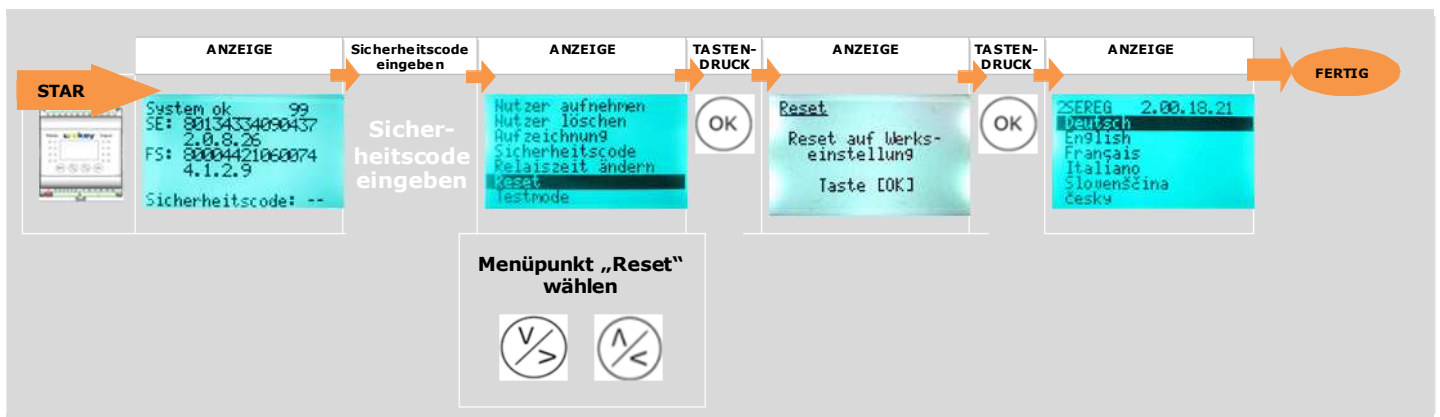 ANZEIGE
Sicherheitscode
eingeben
ANZEIGE
TASTEN-
DRUCK
ANZEIGE
TASTEN-
DRUCK
ANZEIGE
STAR
FERTIG
System ok 99
SE: 80134334090437
2.0.8.26
FS: 80004421060074
4.1.2.9
Sicherheitscode: --
Sicher-
heitscode
eingeben
Nutzer aufnehmen
Nutzer löschen
Aufzeichnung
Sicherheitscode
Relaiszeit ändern
Reset
Testmode
OK
Reset
Reset auf Werks-
einstellung
Taste [OK]
OK
2SEREG 2.00.18.21
Deutsch
English
Français
Italiano
Slovenščina
Česky
Menüpunkt „Reset“
wählen
V/>
Λ/<